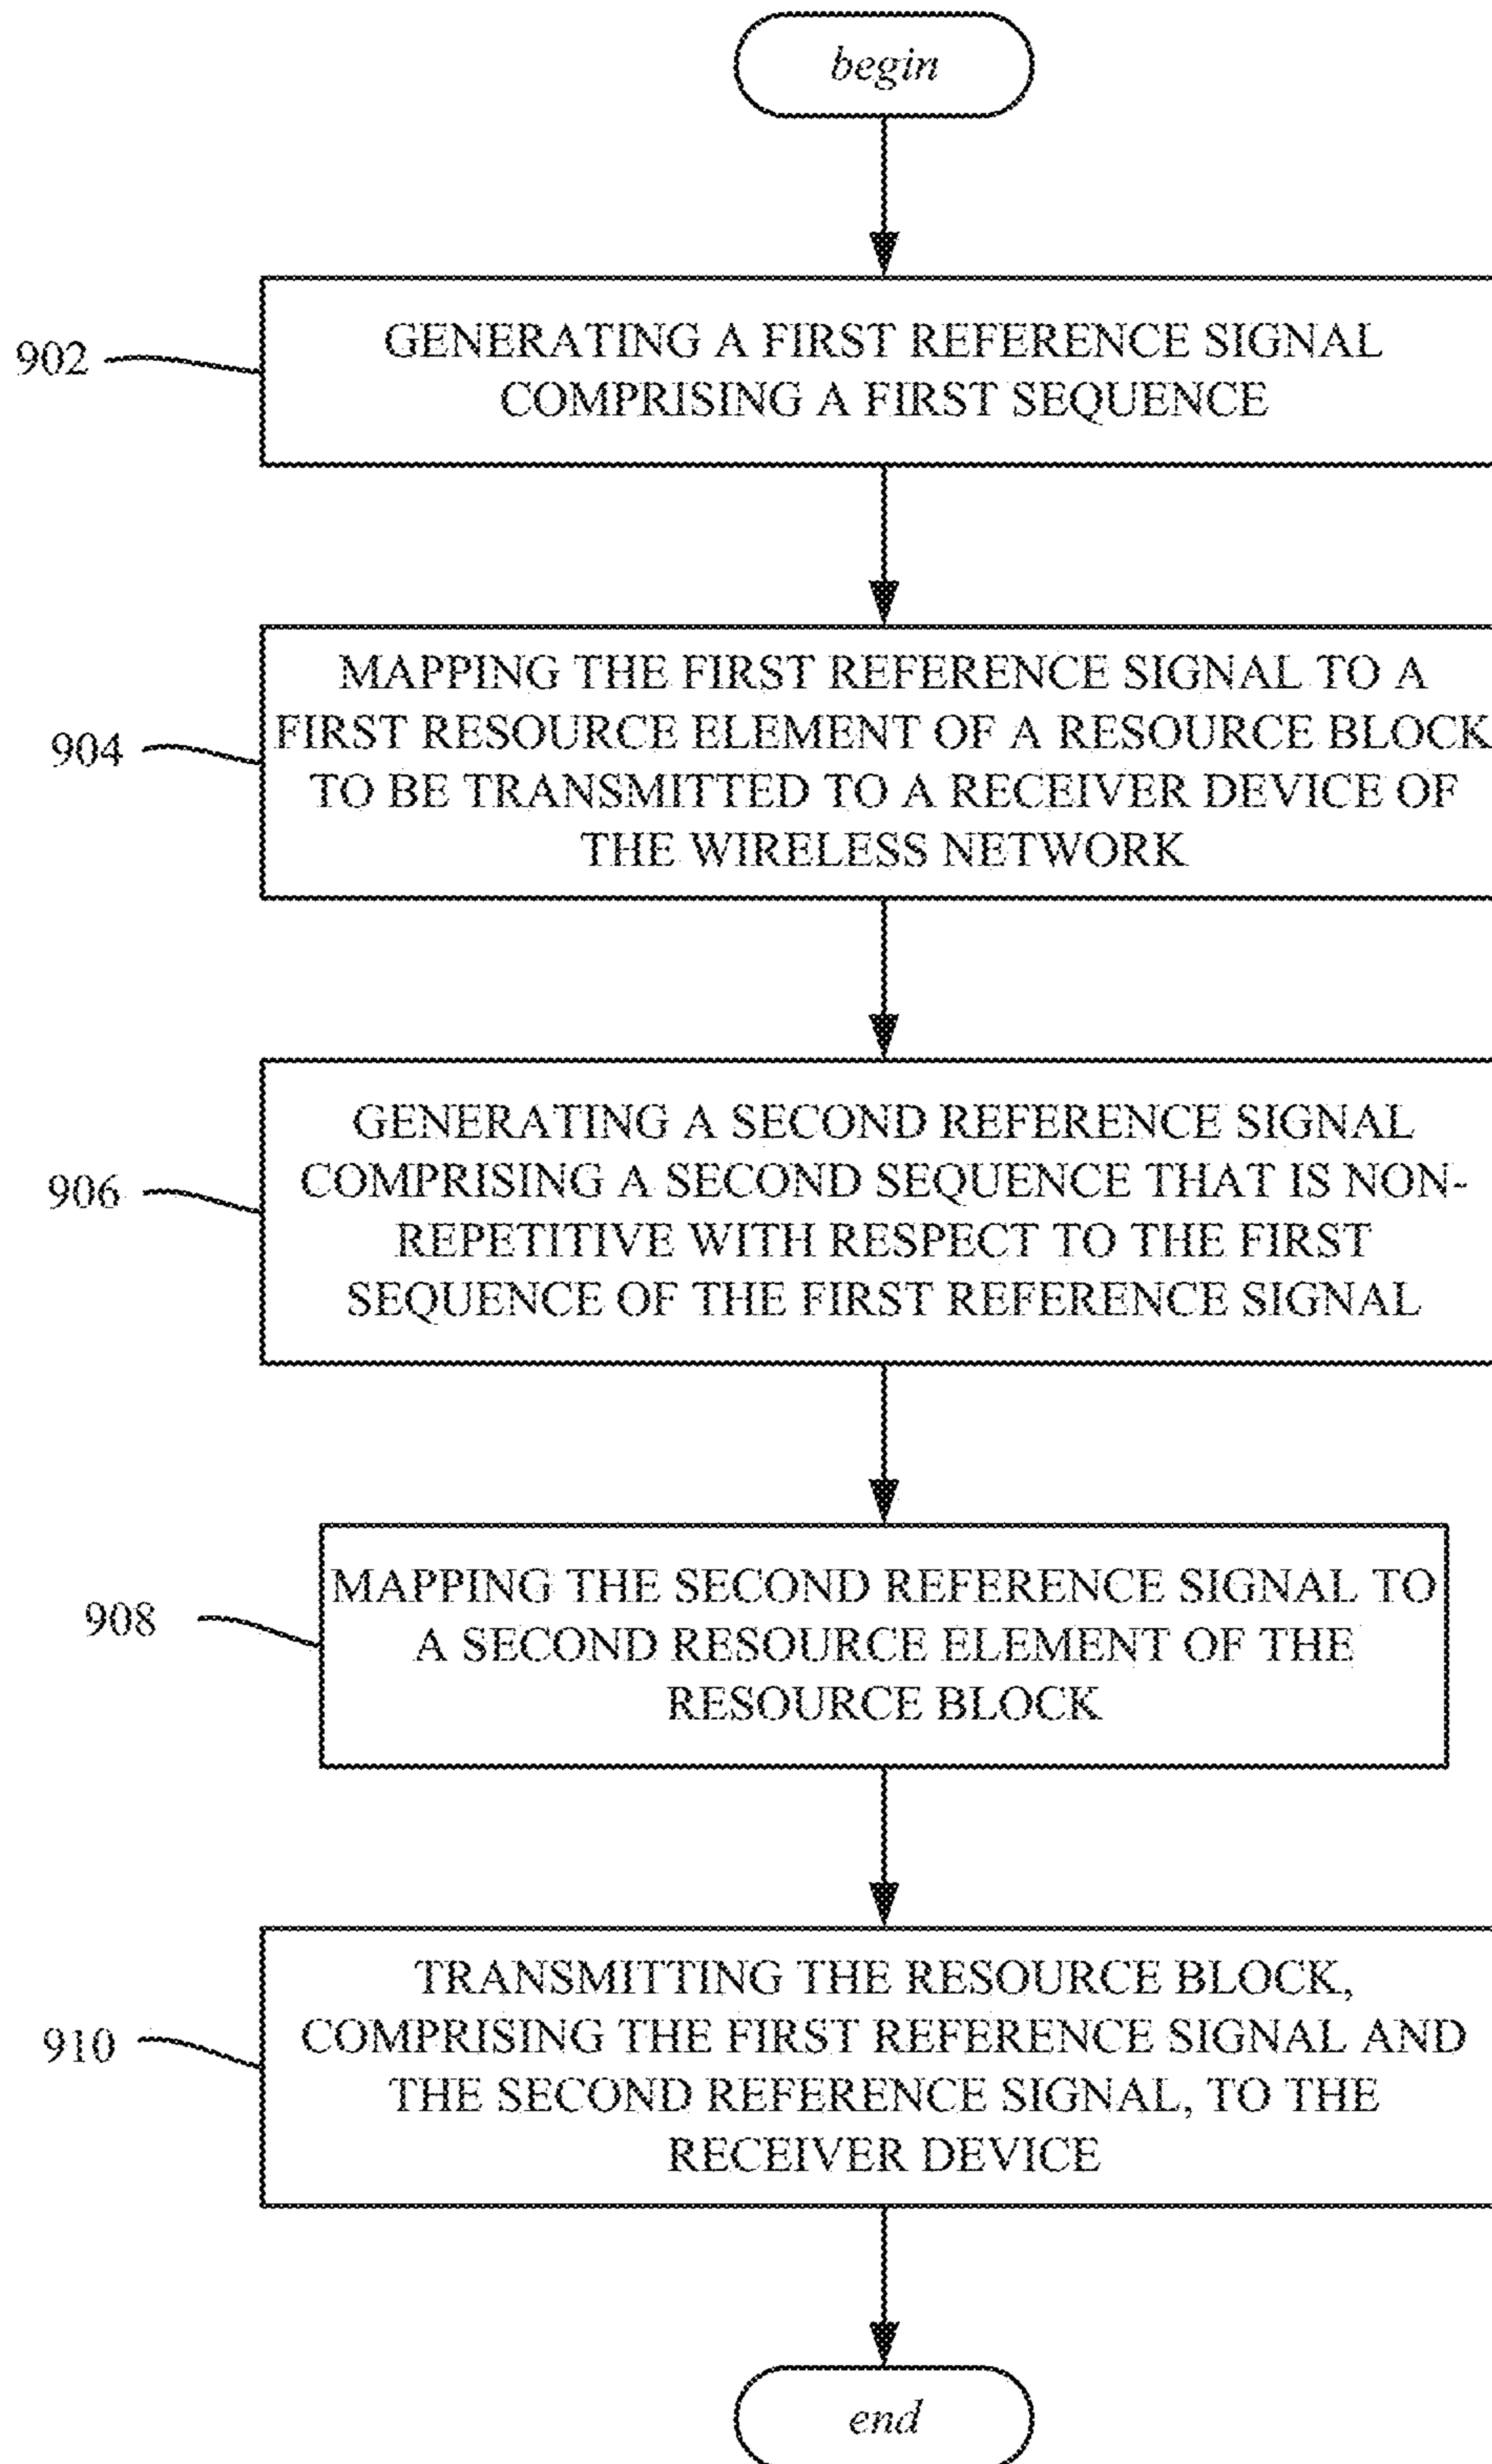 begin
902
GENERATING A FIRST REFERENCE SIGNAL
COMPRISING A FIRST SEQUENCE
904
MAPPING THE FIRST REFERENCE SIGNAL TO A
FIRST RESOURCE ELEMENT OF A RESOURCE BLOCK
TO BE TRANSMITTED TO A RECEIVER DEVICE OF
THE WIRELESS NETWORK
906
GENERATING A SECOND REFERENCE SIGNAL
COMPRISING A SECOND SEQUENCE THAT IS NON-
REPETITIVE WITH RESPECT TO THE FIRST
SEQUENCE OF THE FIRST REFERENCE SIGNAL
908
MAPPING THE SECOND REFERENCE SIGNAL TO
A SECOND RESOURCE ELEMENT OF THE
RESOURCE BLOCK
910
TRANSMITTING THE RESOURCE BLOCK,
COMPRISING THE FIRST REFERENCE SIGNAL AND
THE SECOND REFERENCE SIGNAL, TO THE
RECEIVER DEVICE
end